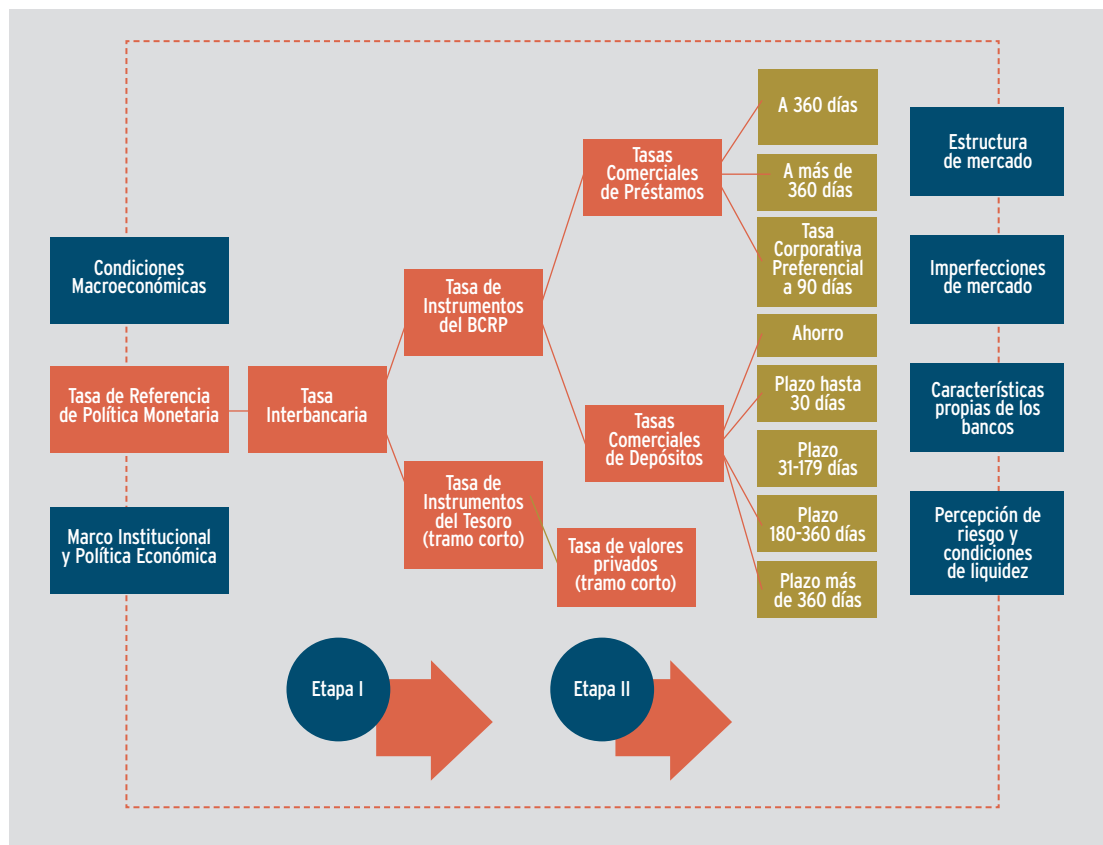 Condiciones
Macroeconómicas
Tasa de Referencia
de Política Monetaria
Marco Institucional
y Política Económica
Tasa
Interbancaria
Tasa de
Instrumentos
del BCRP
Tasa de
Instrumentos
del Tesoro
(tramo corto)
Tasas
Comerciales
de Préstamos
Tasas
Comerciales
de Depósitos
Tasa de valores
privados
(tramo corto)
A 360 días
A más de
360 días
Tasa
Corporativa
Preferencial
a 90 días
Ahorro
Plazo hasta
30 días
Plazo
31-179 días
Plazo
180-360 días
Plazo más
de 360 días
Estructura
de mercado
Imperfecciones
de mercado
Características
propias de los
bancos
Percepción de
riesgo y
condiciones
de liquidez
Etapa I
Etapa II